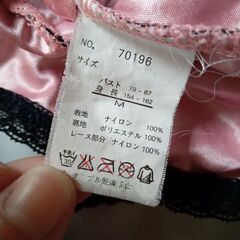 NO. 70196
サイズ
バスト 79-87
身長 154-162
M
表地 ナイロン 100%
ポリエステル 100%
レース部分 ナイロン 100%